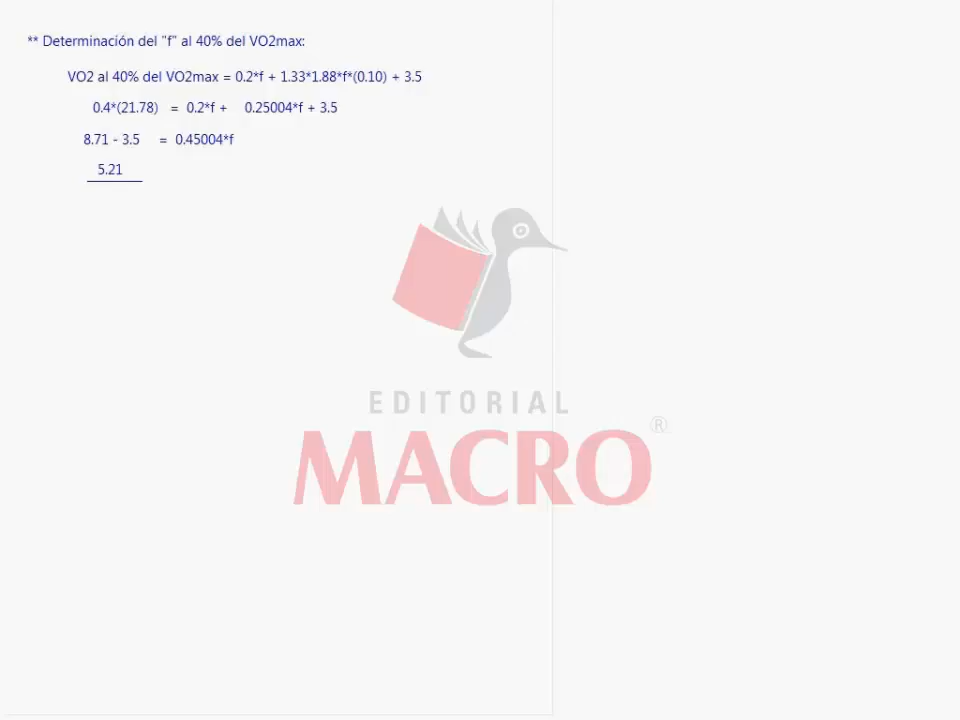 ** Determinación del "f" al 40% del VO2max:
VO2 al 40% del VO2max = 0.2*f + 1.33*1.88*f*(0.10) + 3.5
0.4*(21.78) = 0.2*f + 0.25004*f + 3.5
8.71 - 3.5 = 0.45004*f
5.21
EDITORIAL
MACRO®